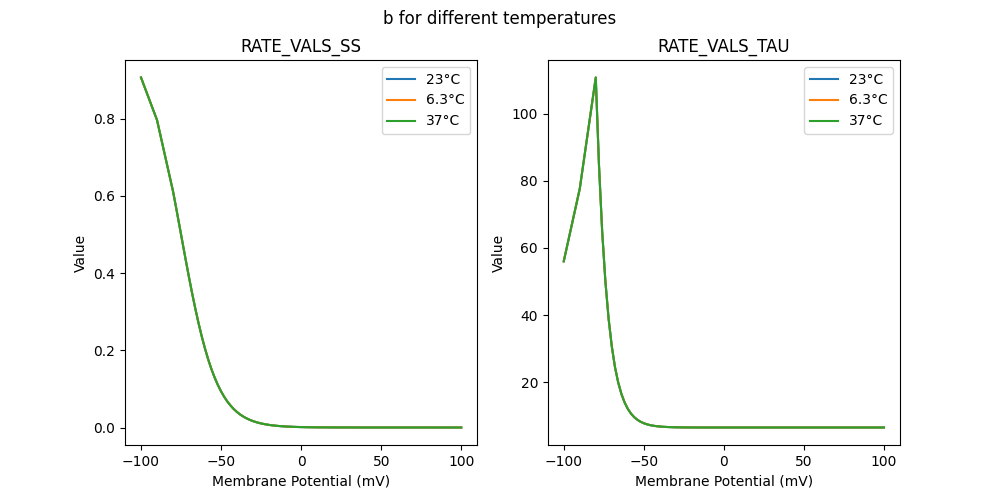 b for different temperatures
RATE_VALS_SS
RATE_VALS_TAU
23°C
6.3°C
37°C
23°C
6.3°C
37°C
Value
0.8
0.6
0.4
0.2
0.0
−100
−50
0
50
100
Membrane Potential (mV)
Value
100
80
60
40
20
−100
−50
0
50
100
Membrane Potential (mV)